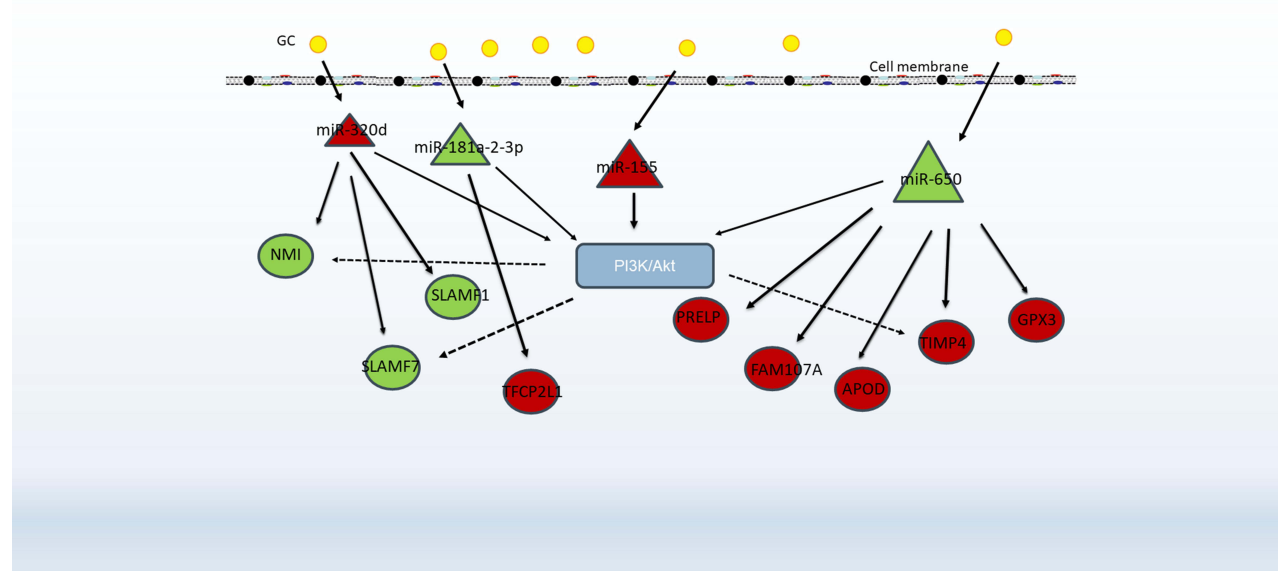 GC
Cell membrane
miR-320d
miR-181a-2-3p
miR-155
miR-650
NMI
PI3K/Akt
SLAMF1
PRELP
GPX3
TIMP4
SLAMF7
FAM107A
TFCP2L1
APOD